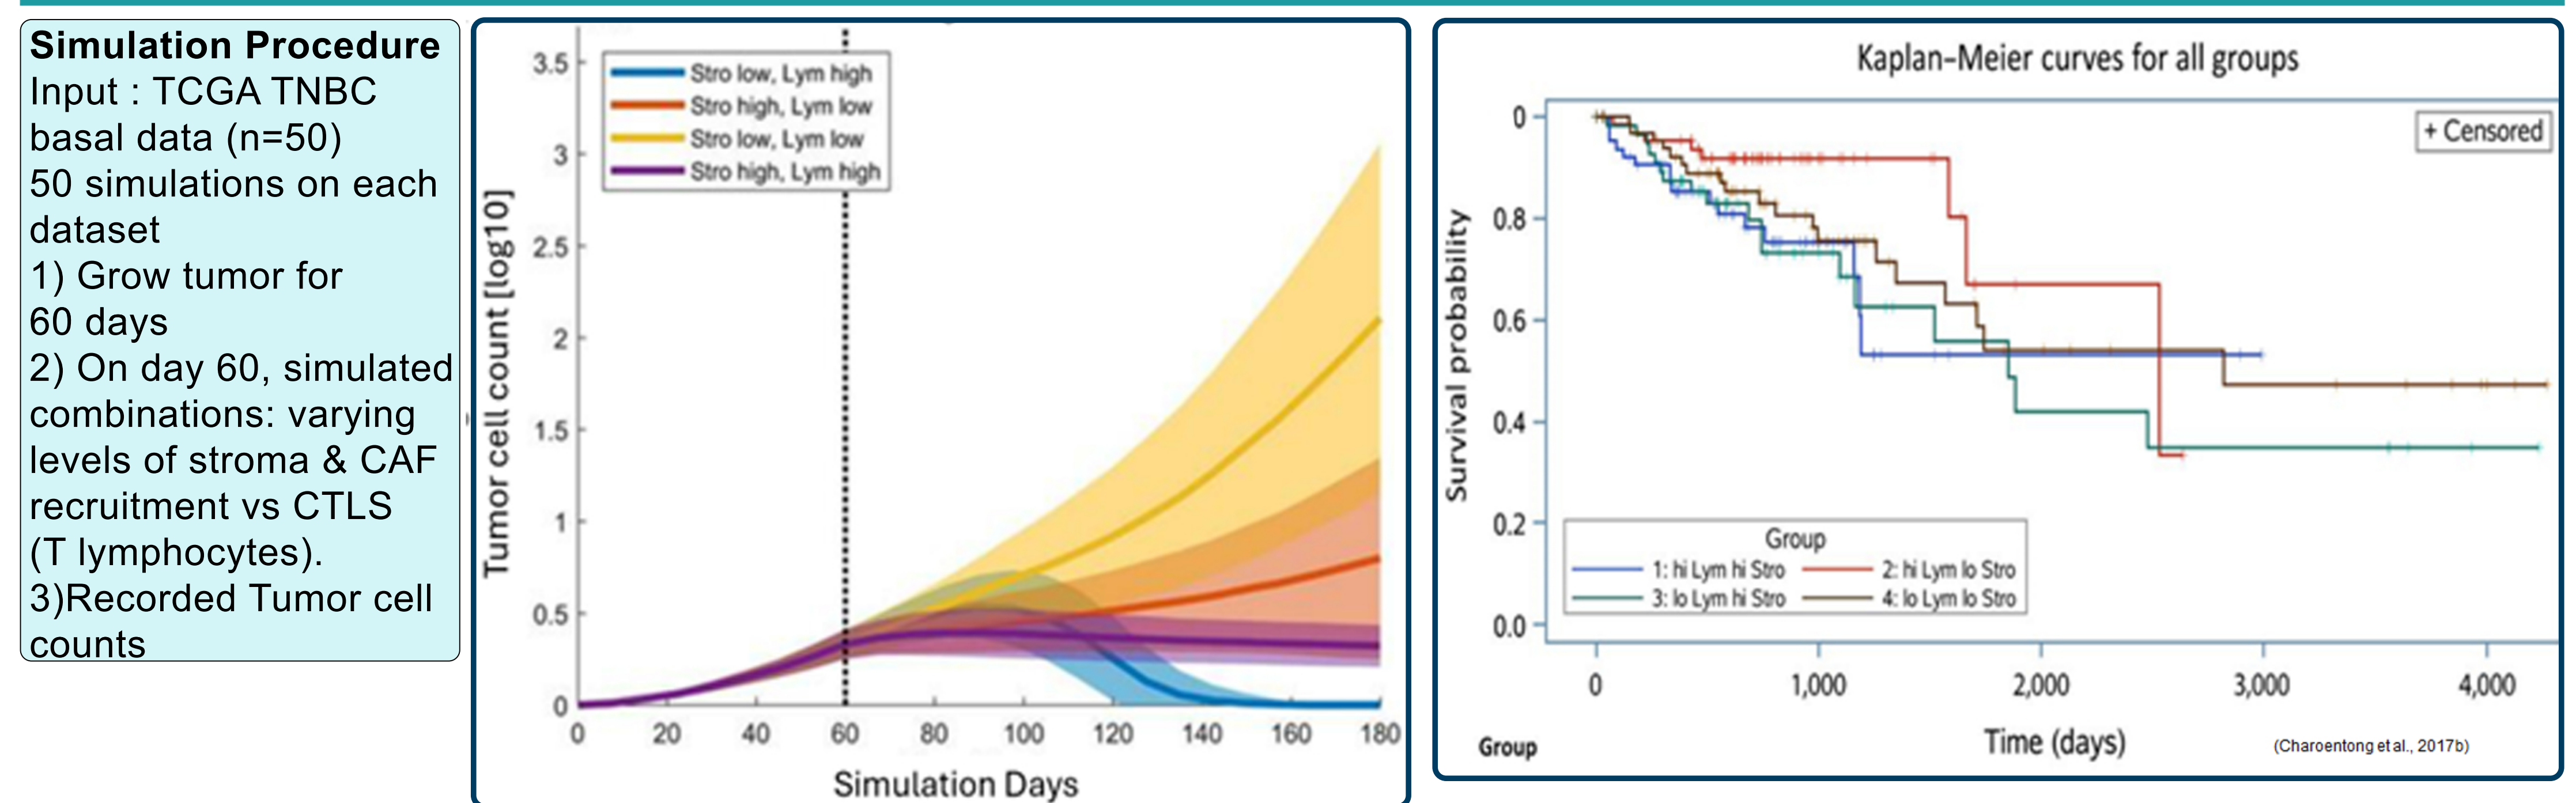 Simulation Procedure
Input : TCGA TNBC
basal data (n=50)
50 simulations on each
dataset
1) Grow tumor for
60 days
2) On day 60, simulated
combinations: varying
levels of stroma & CAF
recruitment vs CTLS
(T lymphocytes).
3)Recorded Tumor cell
counts
Tumor cell count [log10]
3.5
3
2.5
2
1.5
1
0.5
0
Stro low, Lym high
Stro high, Lym low
Stro low, Lym low
Stro high, Lym high
0 20 40 60 80 100 120 140 160 180
Simulation Days
Kaplan–Meier curves for all groups
+ Censored
Survival probability
0
0.8
0.6
0.4
0.2
0.0
Group
1: hi Lym hi Stro 2: hi Lym lo Stro
3: lo Lym hi Stro 4: lo Lym lo Stro
0 1,000 2,000 3,000 4,000
Time (days)
Group
(Charoentong et al., 2017b)